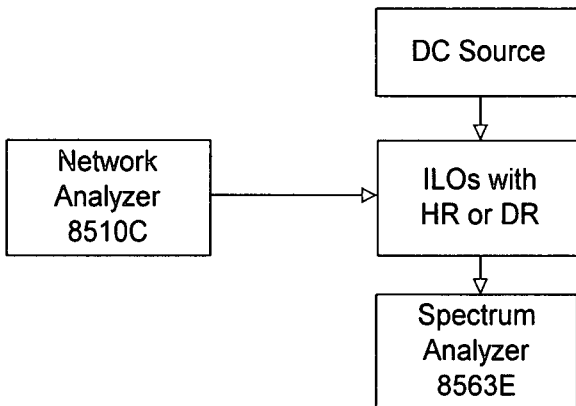 DC Source
Network
Analyzer
8510C
ILOs with
HR or DR
Spectrum
Analyzer
8563E